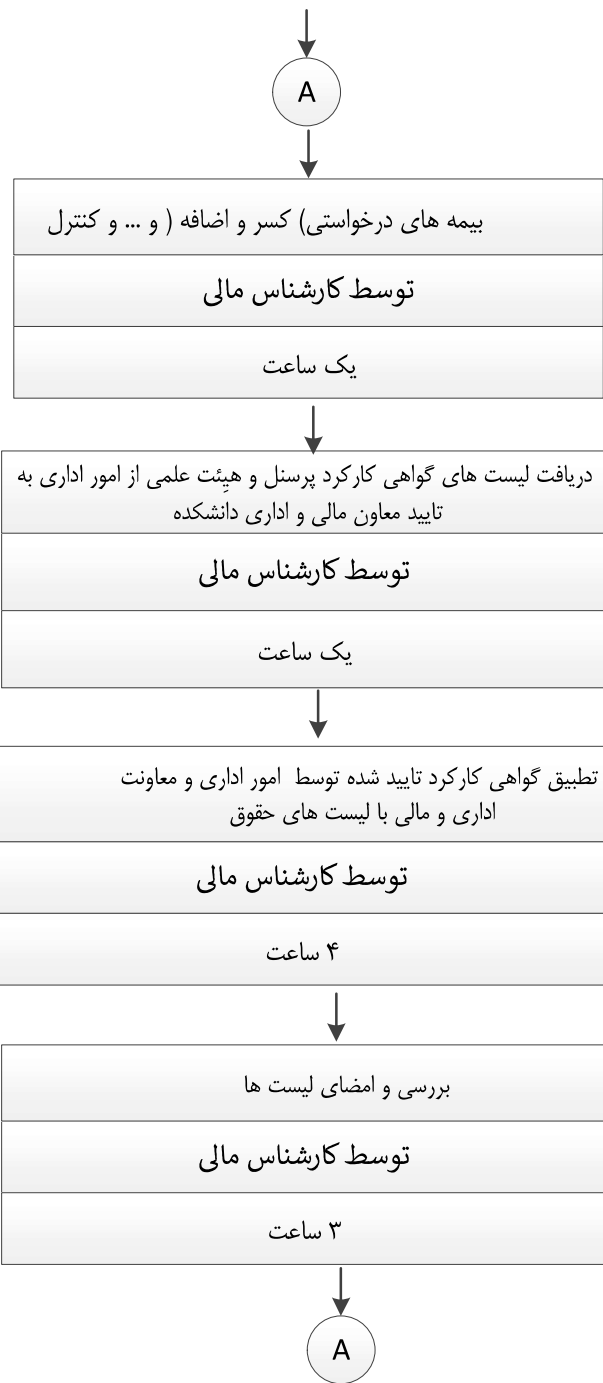 A
بیمه های درخواستی) کسر و اضافه ( و ... و کنترل
توسط کارشناس مالی
یک ساعت
دریافت لیست های گواهی کارکرد پرسنل و هیِئت علمی از امور اداری به
تایید معاون مالی و اداری دانشکده
توسط کارشناس مالی
یک ساعت
تطبیق گواهی کارکرد تایید شده توسط امور اداری و معاونت
اداری و مالی با لیست های حقوق
توسط کارشناس مالی
۴ ساعت
بررسی و امضای لیست ها
توسط کارشناس مالی
۳ ساعت
A